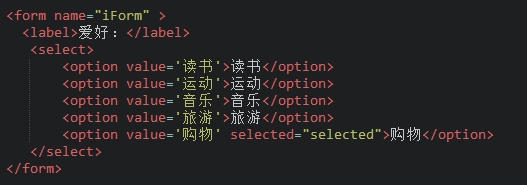 <form name="iForm" >
<label>爱好：</label>
<select>
<option value='读书'>读书</option>
<option value='运动'>运动</option>
<option value='音乐'>音乐</option>
<option value='旅游'>旅游</option>
<option value='购物' selected="selected">购物</option>
</select>
</form>